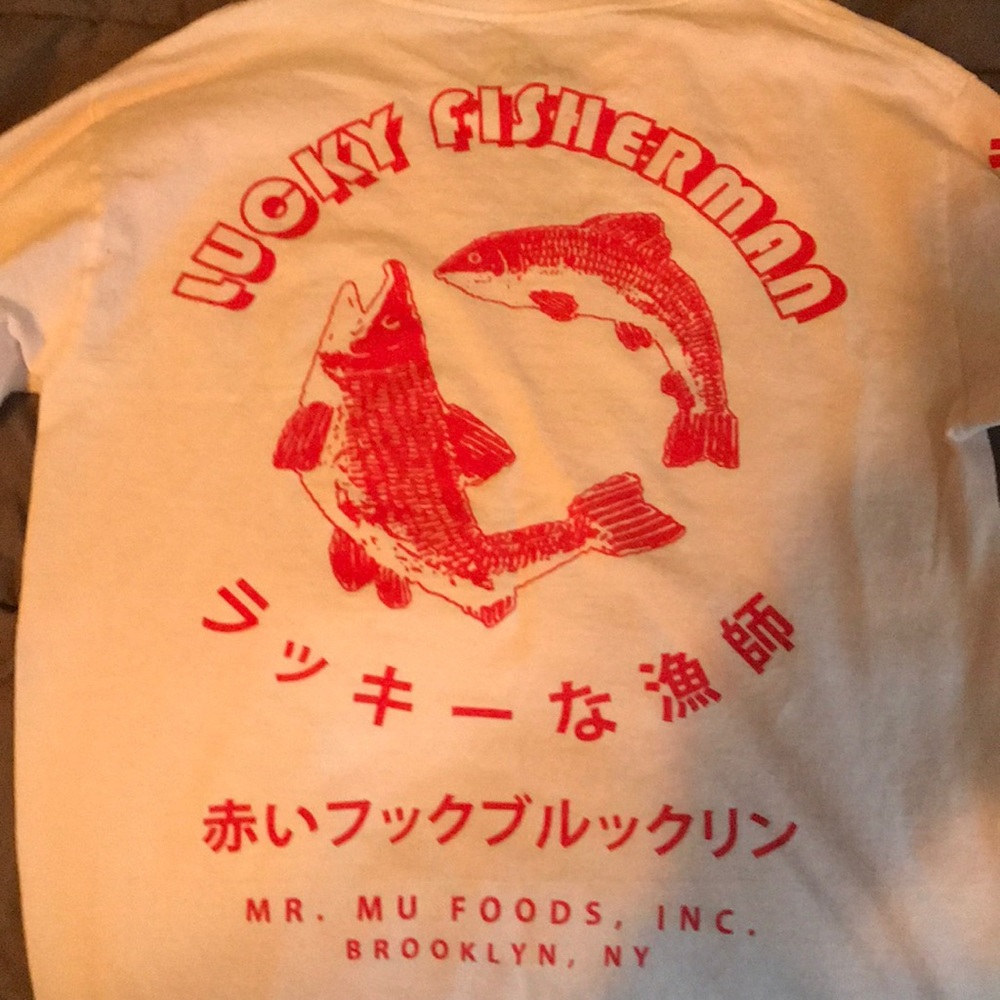 LUCKY FISHERMAN
ラッキーな漁師
赤いフックブルックリン
MR. MU FOODS, INC.
BROOKLYN, NY